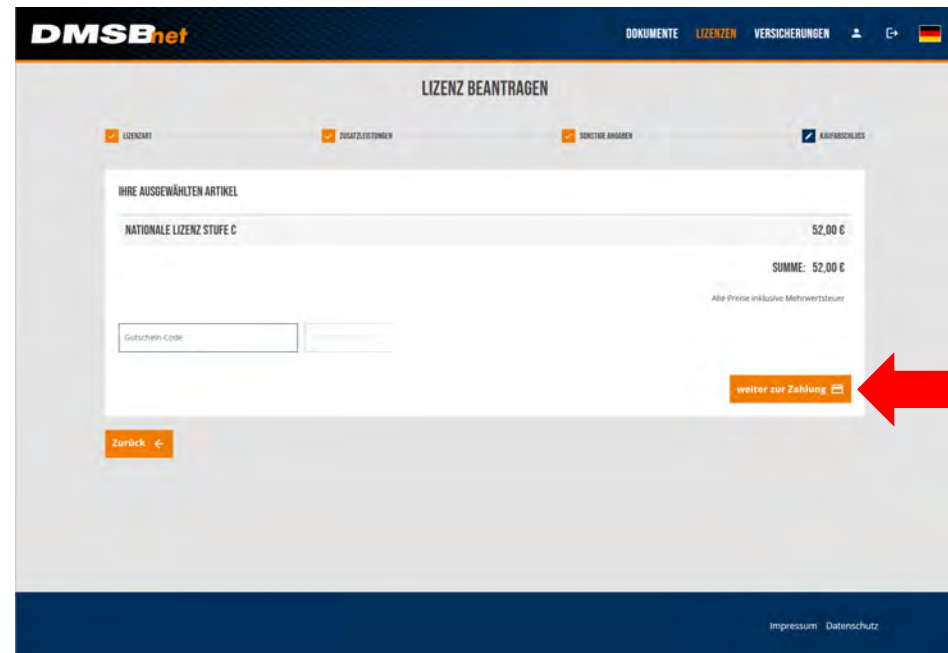 DMSBnet
DOKUMENTE LIZENZEN VERSICHERUNGEN
LIZENZ BEANTRAGEN
LIZENZART ZUSATZLEISTUNGEN SONSTIGE ANGABEN KAUFABSCHLUSS
IHRE AUSGEWÄHLTEN ARTIKEL
NATIONALE LIZENZ STUFE C 52,00 €
SUMME: 52,00 €
Alle Preise inklusive Mehrwertsteuer
Gutschein-Code
weiter zur Zahlung
Zurück
Impressum Datenschutz